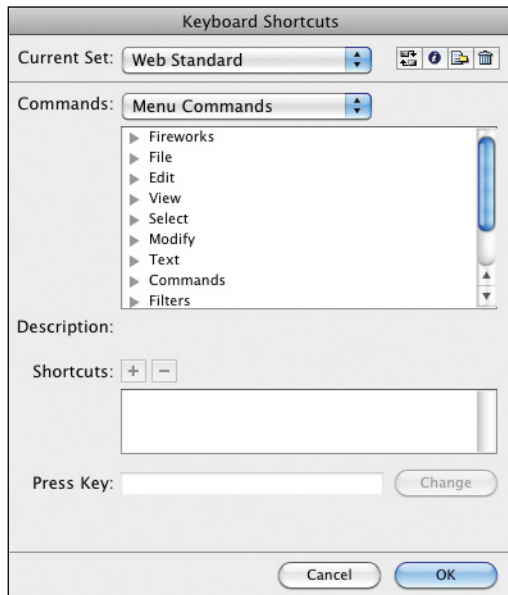 Keyboard Shortcuts
Current Set: Web Standard
Commands: Menu Commands
Fireworks
File
Edit
View
Select
Modify
Text
Commands
Filters
Description:
Shortcuts: + −
Press Key: Change
Cancel OK